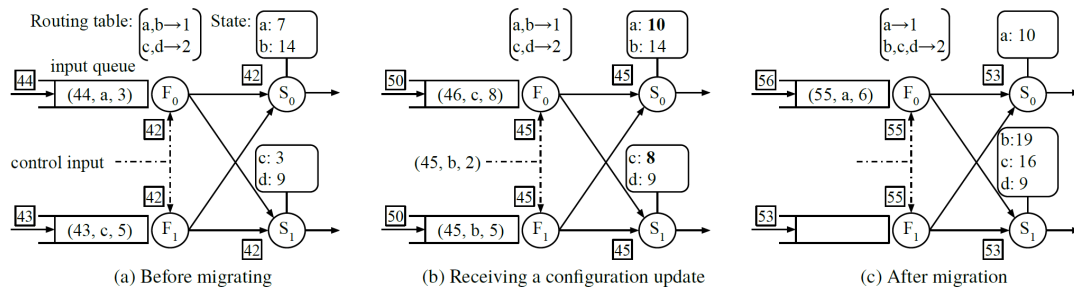 Routing table:
a,b→1
c,d→2
State:
a: 7
b: 14
input queue
44
(44, a, 3)
F0
42
S0
42
control input
42
c: 3
d: 9
43
(43, c, 5)
F1
42
S1
(a) Before migrating
a,b→1
c,d→2
a: 10
b: 14
50
(46, c, 8)
F0
45
S0
45
(45, b, 2)
45
c: 8
d: 9
50
(45, b, 5)
F1
45
S1
(b) Receiving a configuration update
a→1
b,c,d→2
a: 10
56
(55, a, 6)
F0
53
S0
55
55
b:19
c: 16
d: 9
53
F1
53
S1
(c) After migration